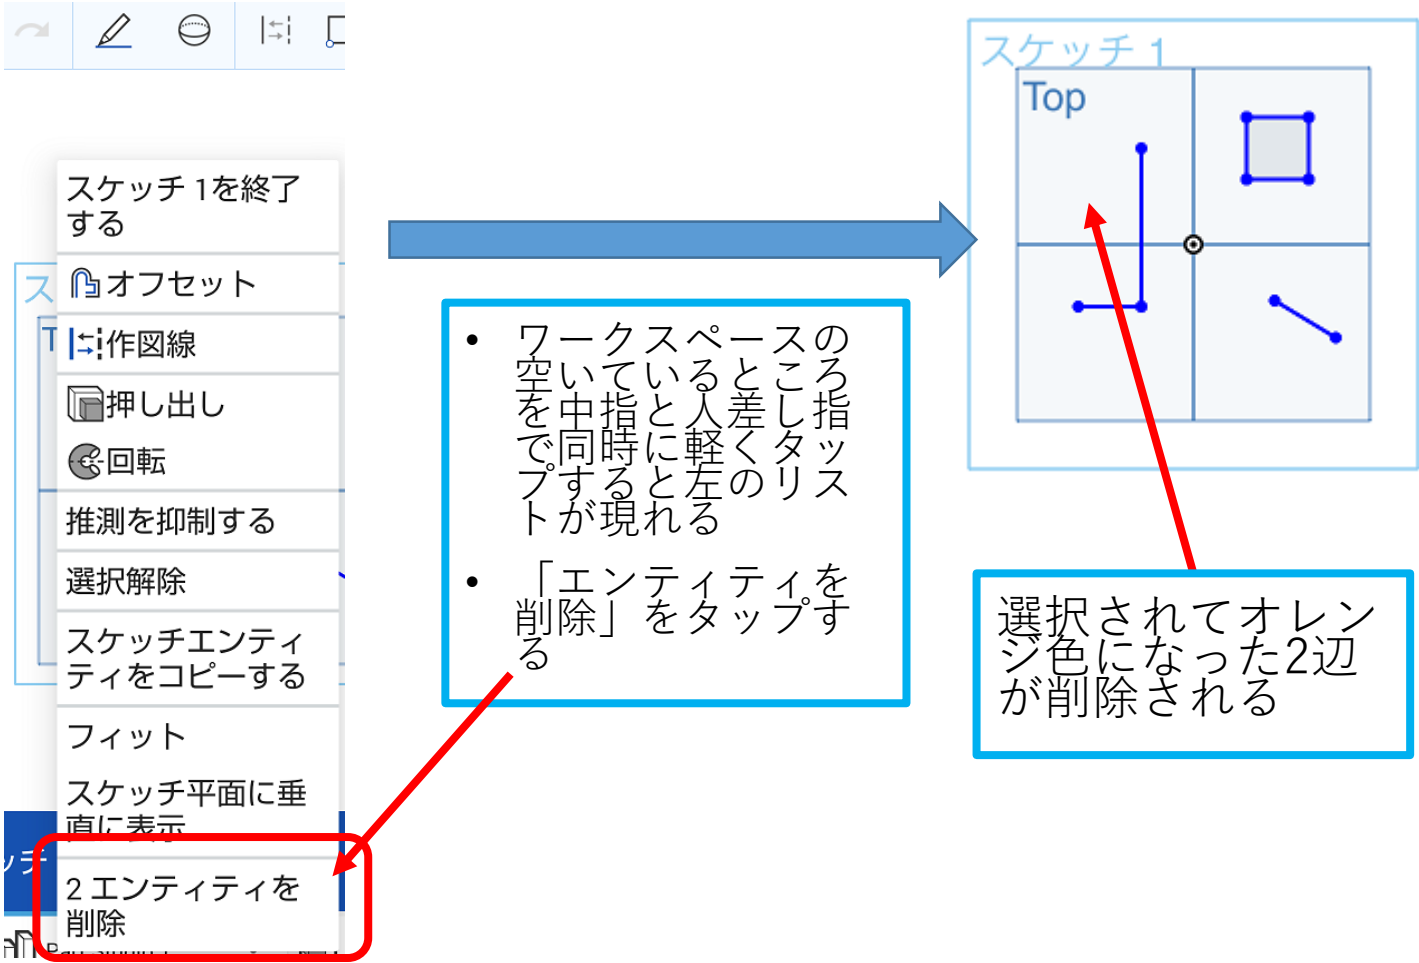 スケッチ 1を終了
する
オフセット
作図線
押し出し
回転
推測を抑制する
選択解除
スケッチエンティ
ティをコピーする
フィット
スケッチ平面に垂
直に表示
2 エンティティを
削除
ス
T
ッチ
• ワークスペースの
空いているところ
を中指と人差し指
で同時に軽くタッ
プすると左のリス
トが現れる
• 「エンティティを
削除」をタップす
る
スケッチ 1
Top
選択されてオレン
ジ色になった2辺
が削除される